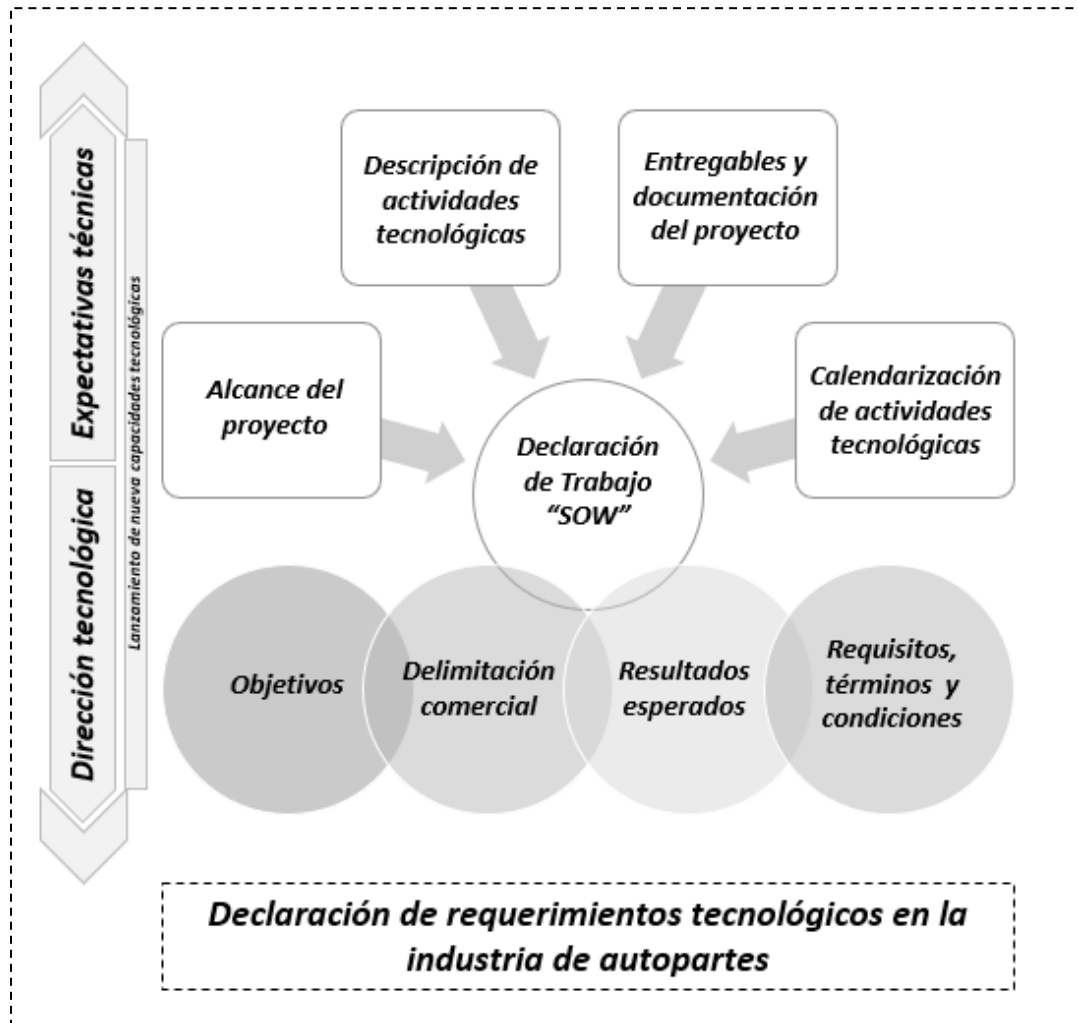 Expectativas técnicas
Dirección tecnológica
Lanzamiento de nueva capacidades tecnológicas
Descripción de
actividades
tecnológicas
Entregables y
documentación
del proyecto
Alcance del
proyecto
Calendarización
de actividades
tecnológicas
Declaración
de Trabajo
“SOW”
Objetivos
Delimitación
comercial
Resultados
esperados
Requisitos,
términos y
condiciones
Declaración de requerimientos tecnológicos en la
industria de autopartes